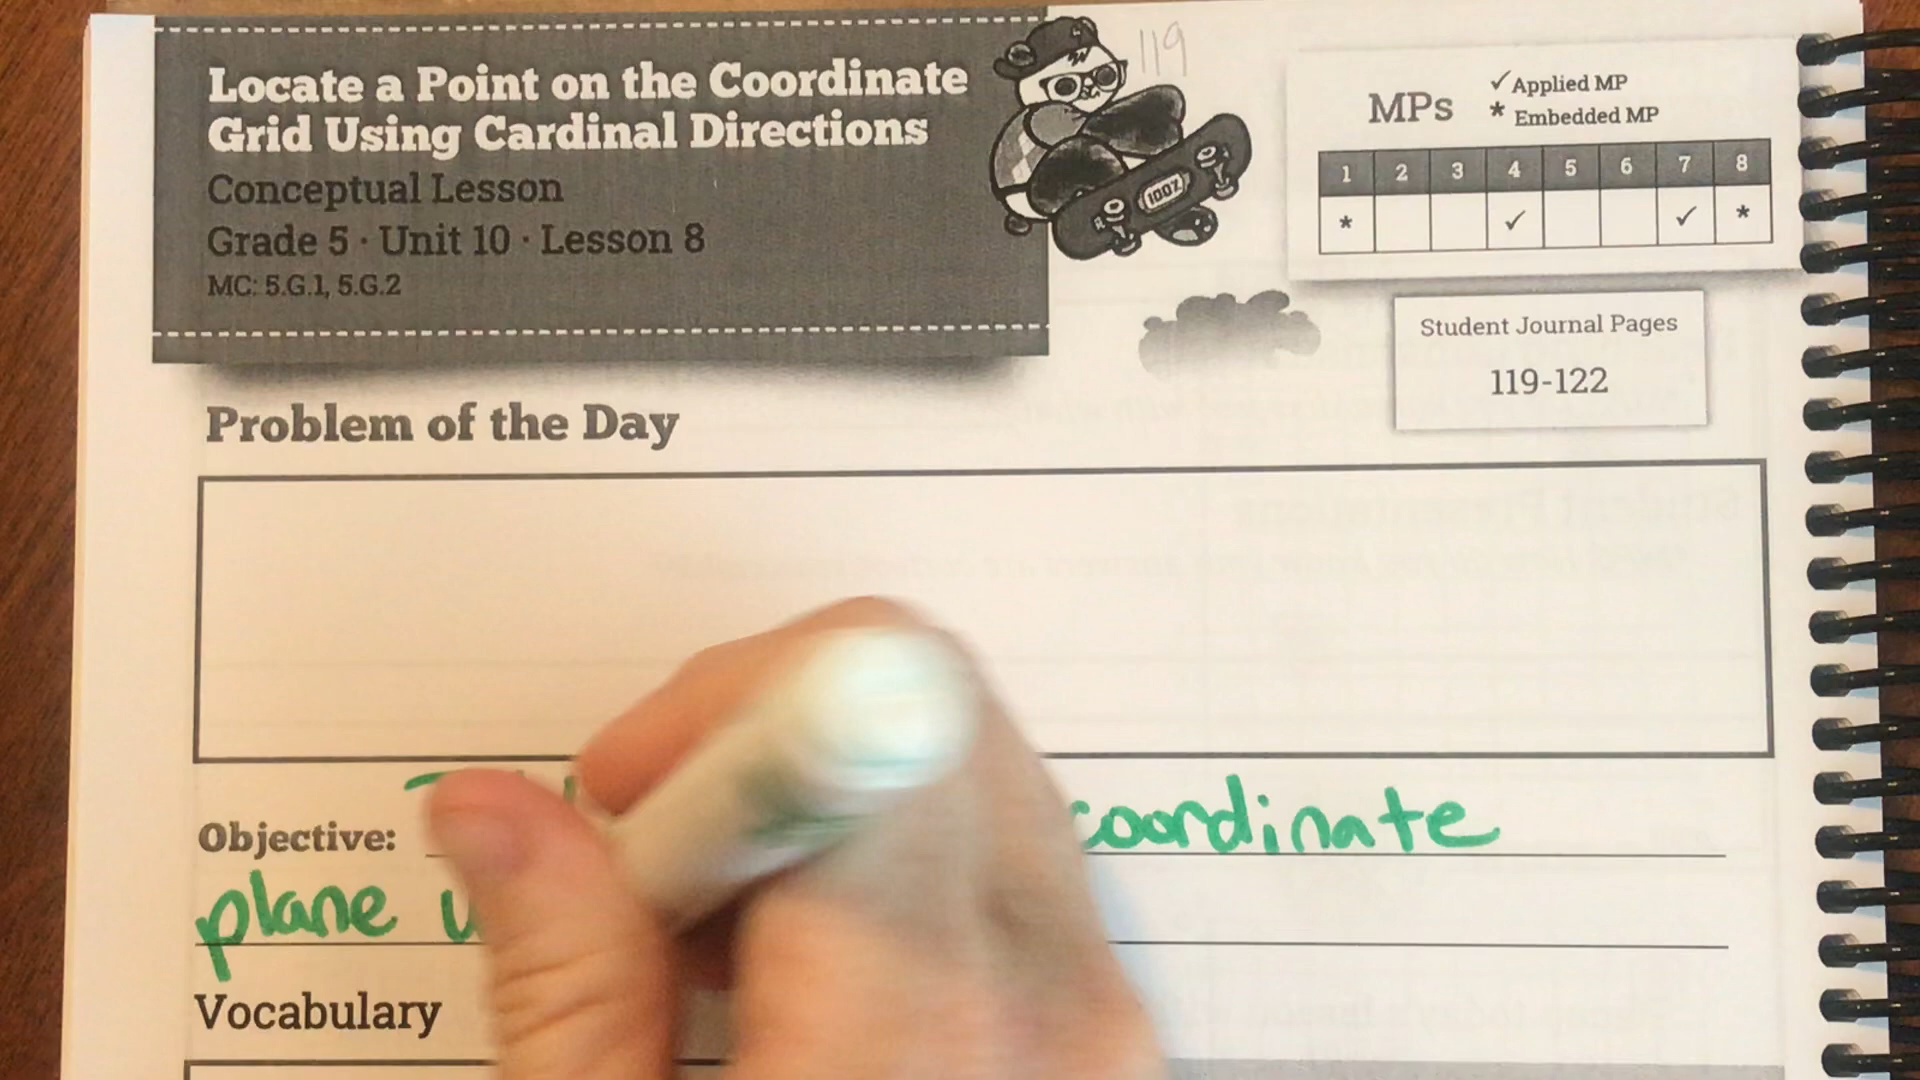 Locate a Point on the Coordinate
Grid Using Cardinal Directions
Conceptual Lesson
Grade 5 · Unit 10 · Lesson 8
MC: 5.G.1, 5.G.2
119
100%
MPs
✓ Applied MP
* Embedded MP
1 2 3 4 5 6 7 8
* ✓ ✓ *
Student Journal Pages
119-122
Problem of the Day
Objective: coordinate
plane
Vocabulary